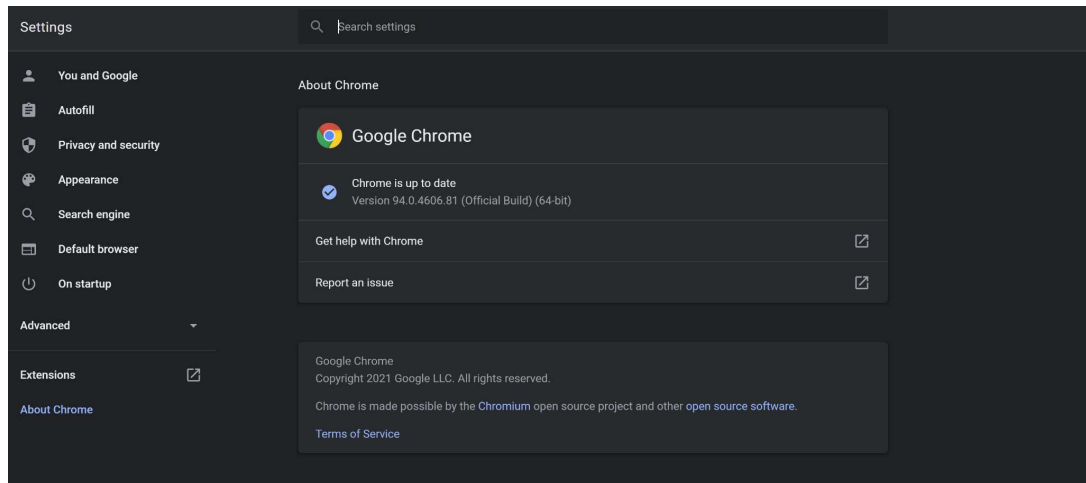 Settings
Search settings
You and Google
Autofill
Privacy and security
Appearance
Search engine
Default browser
On startup
Advanced
Extensions
About Chrome
About Chrome
Google Chrome
Chrome is up to date
Version 94.0.4606.81 (Official Build) (64-bit)
Get help with Chrome
Report an issue
Google Chrome
Copyright 2021 Google LLC. All rights reserved.
Chrome is made possible by the Chromium open source project and other open source software.
Terms of Service